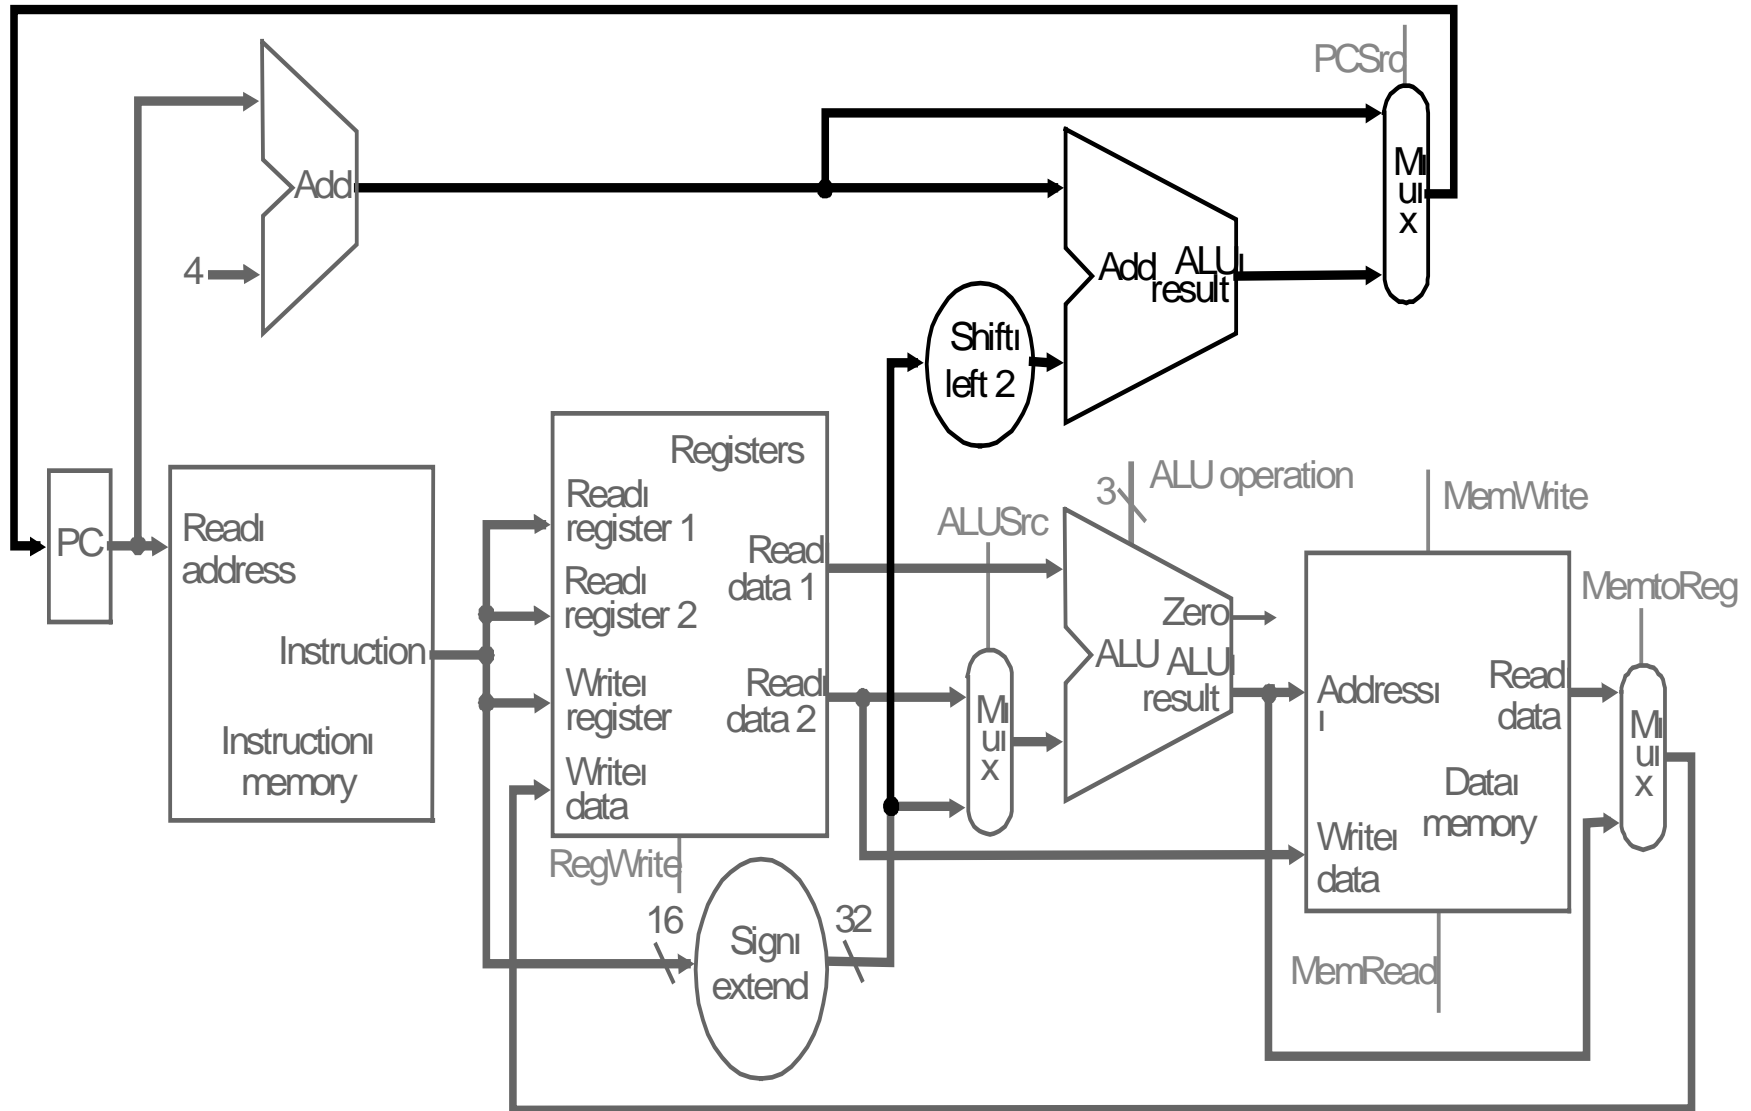 PCSrc
M
u
x
Add
4
Add ALU
result
Shift
left 2
Registers
Read
register 1
Read
register 2
Write
register
Write
data
Read
data 1
Read
data 2
RegWrite
PC
Read
address
Instruction
Instruction
memory
16
Sign
extend
32
ALUSrc
M
u
x
3
ALU operation
Zero
ALU ALU
result
MemWrite
Address
Read
data
Data
memory
Write
data
MemRead
MemtoReg
M
u
x